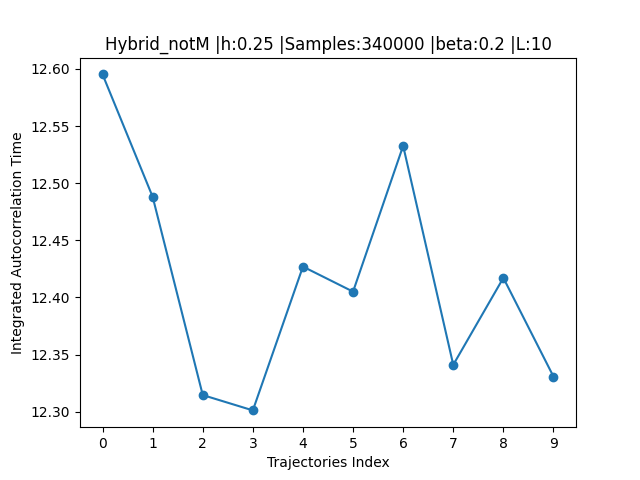 Hybrid_notM |h:0.25 |Samples:340000 |beta:0.2 |L:10
Integrated Autocorrelation Time
12.60
12.55
12.50
12.45
12.40
12.35
12.30
0 1 2 3 4 5 6 7 8 9
Trajectories Index